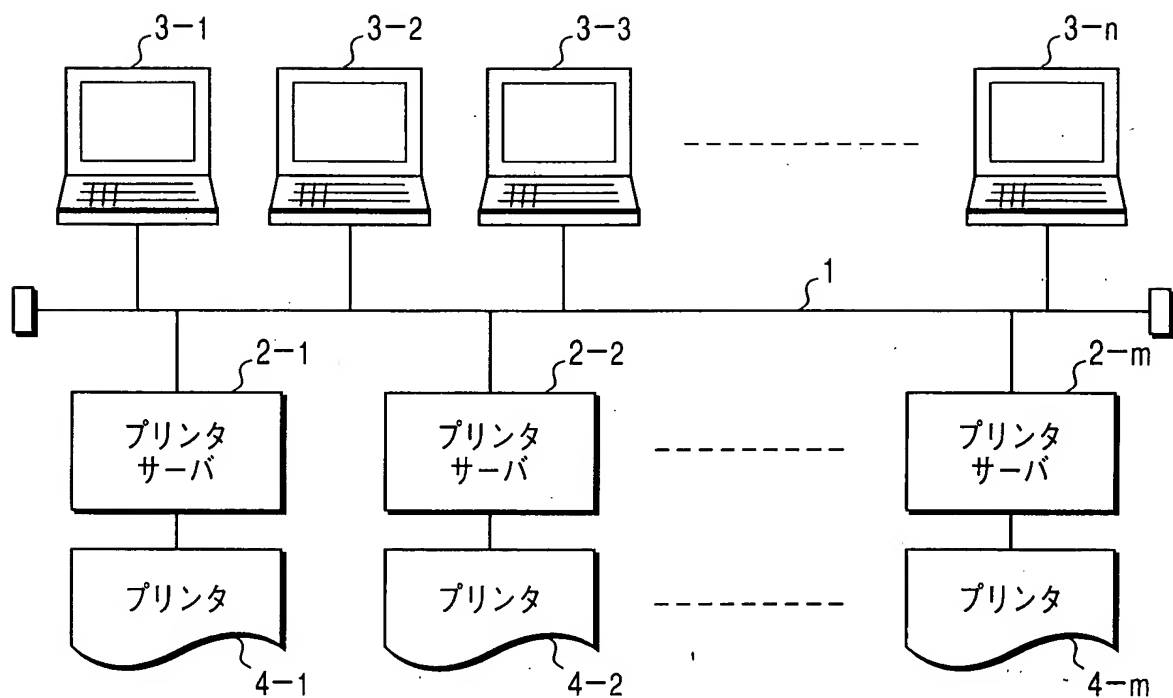 3-1
3-2
3-3
3-n
1
2-1
2-2
2-m
プリンタ
サーバ
プリンタ
サーバ
プリンタ
サーバ
プリンタ
プリンタ
プリンタ
4-1
4-2
4-m